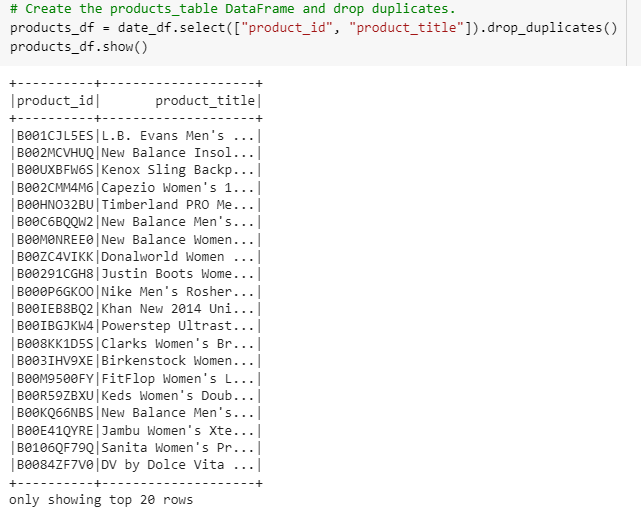 # Create the products_table DataFrame and drop duplicates.
products_df = date_df.select(["product_id", "product_title"]).drop_duplicates()
products_df.show()
+----------+--------------------+
|product_id|       product_title|
+----------+--------------------+
|B001CJL5ES|L.B. Evans Men's ...|
|B002MCVHUQ|New Balance Insol...|
|B00UXBFW6S|Kenox Sling Backp...|
|B002CMM4M6|Capezio Women's 1...|
|B00HNO32BU|Timberland PRO Me...|
|B00C6BQQW2|New Balance Men's...|
|B00M0NREE0|New Balance Women...|
|B00ZC4VIKK|Donalworld Women ...|
|B00291CGH8|Justin Boots Wome...|
|B000P6GKOO|Nike Men's Rosher...|
|B00IEB8BQ2|Khan New 2014 Uni...|
|B00IBGJKW4|Powerstep Ultrast...|
|B008KK1D5S|Clarks Women's Br...|
|B003IHV9XE|Birkenstock Women...|
|B00M9500FY|FitFlop Women's L...|
|B00R59ZBXU|Keds Women's Doub...|
|B00KQ66NBS|New Balance Men's...|
|B00E41QYRE|Jambu Women's Xte...|
|B0106QF79Q|Sanita Women's Pr...|
|B0084ZF7V0|DV by Dolce Vita ...|
+----------+--------------------+
only showing top 20 rows